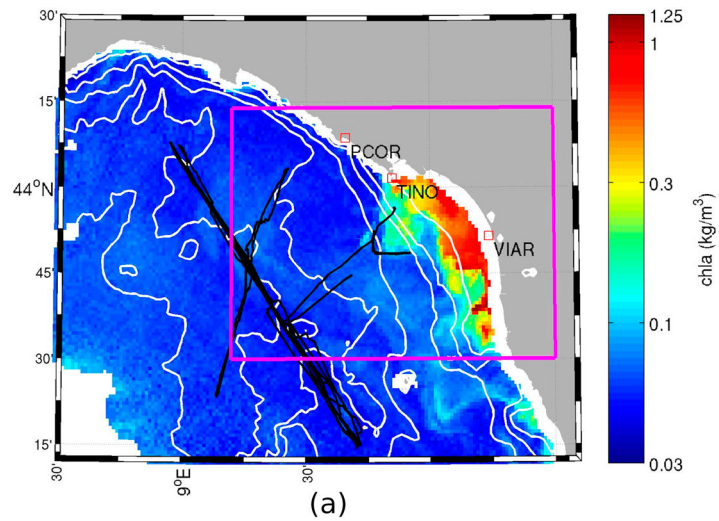 30'
15'
44°N
45'
30'
15'
30'
9°E
30'
PCOR
TINO
VIAR
1.25
1
0.3
0.1
0.03
chla (kg/m³)
(a)